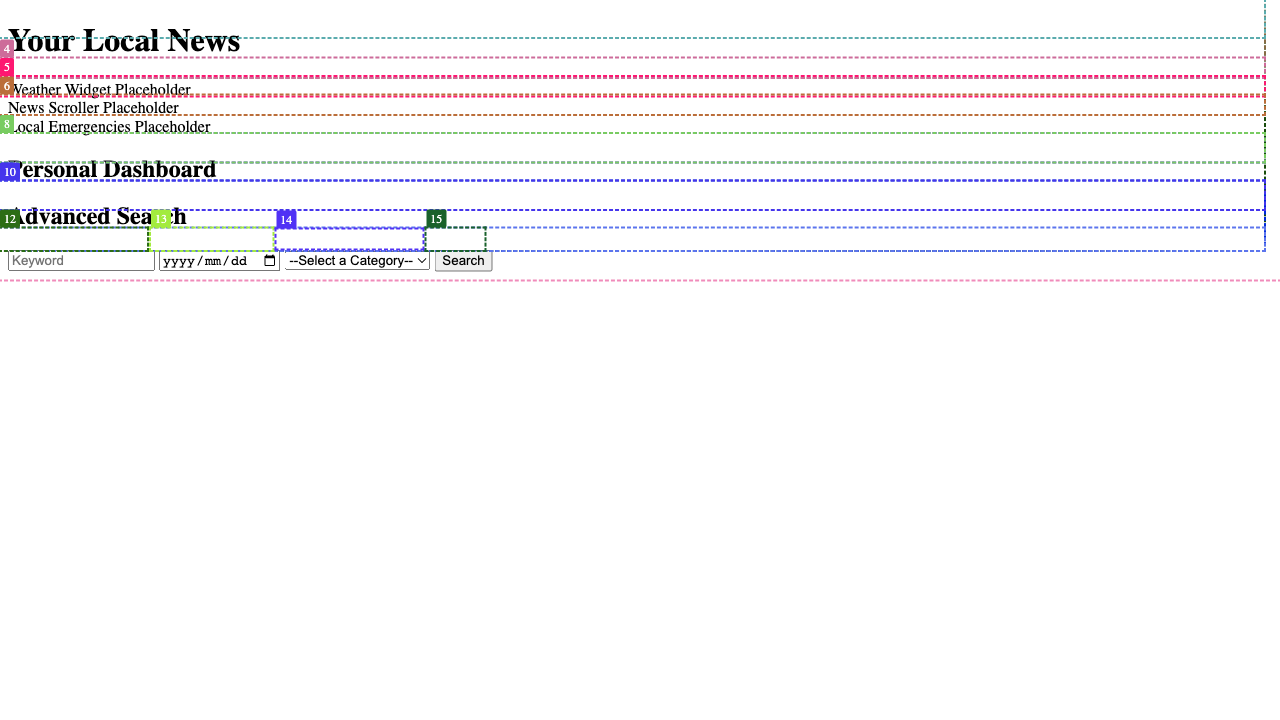 Your Local News
4
5
6
Weather Widget Placeholder
News Scroller Placeholder
8
Local Emergencies Placeholder
Personal Dashboard
10
Advanced Search
12 13 14 15
Keyword yyyy/mm/dd --Select a Category-- Search